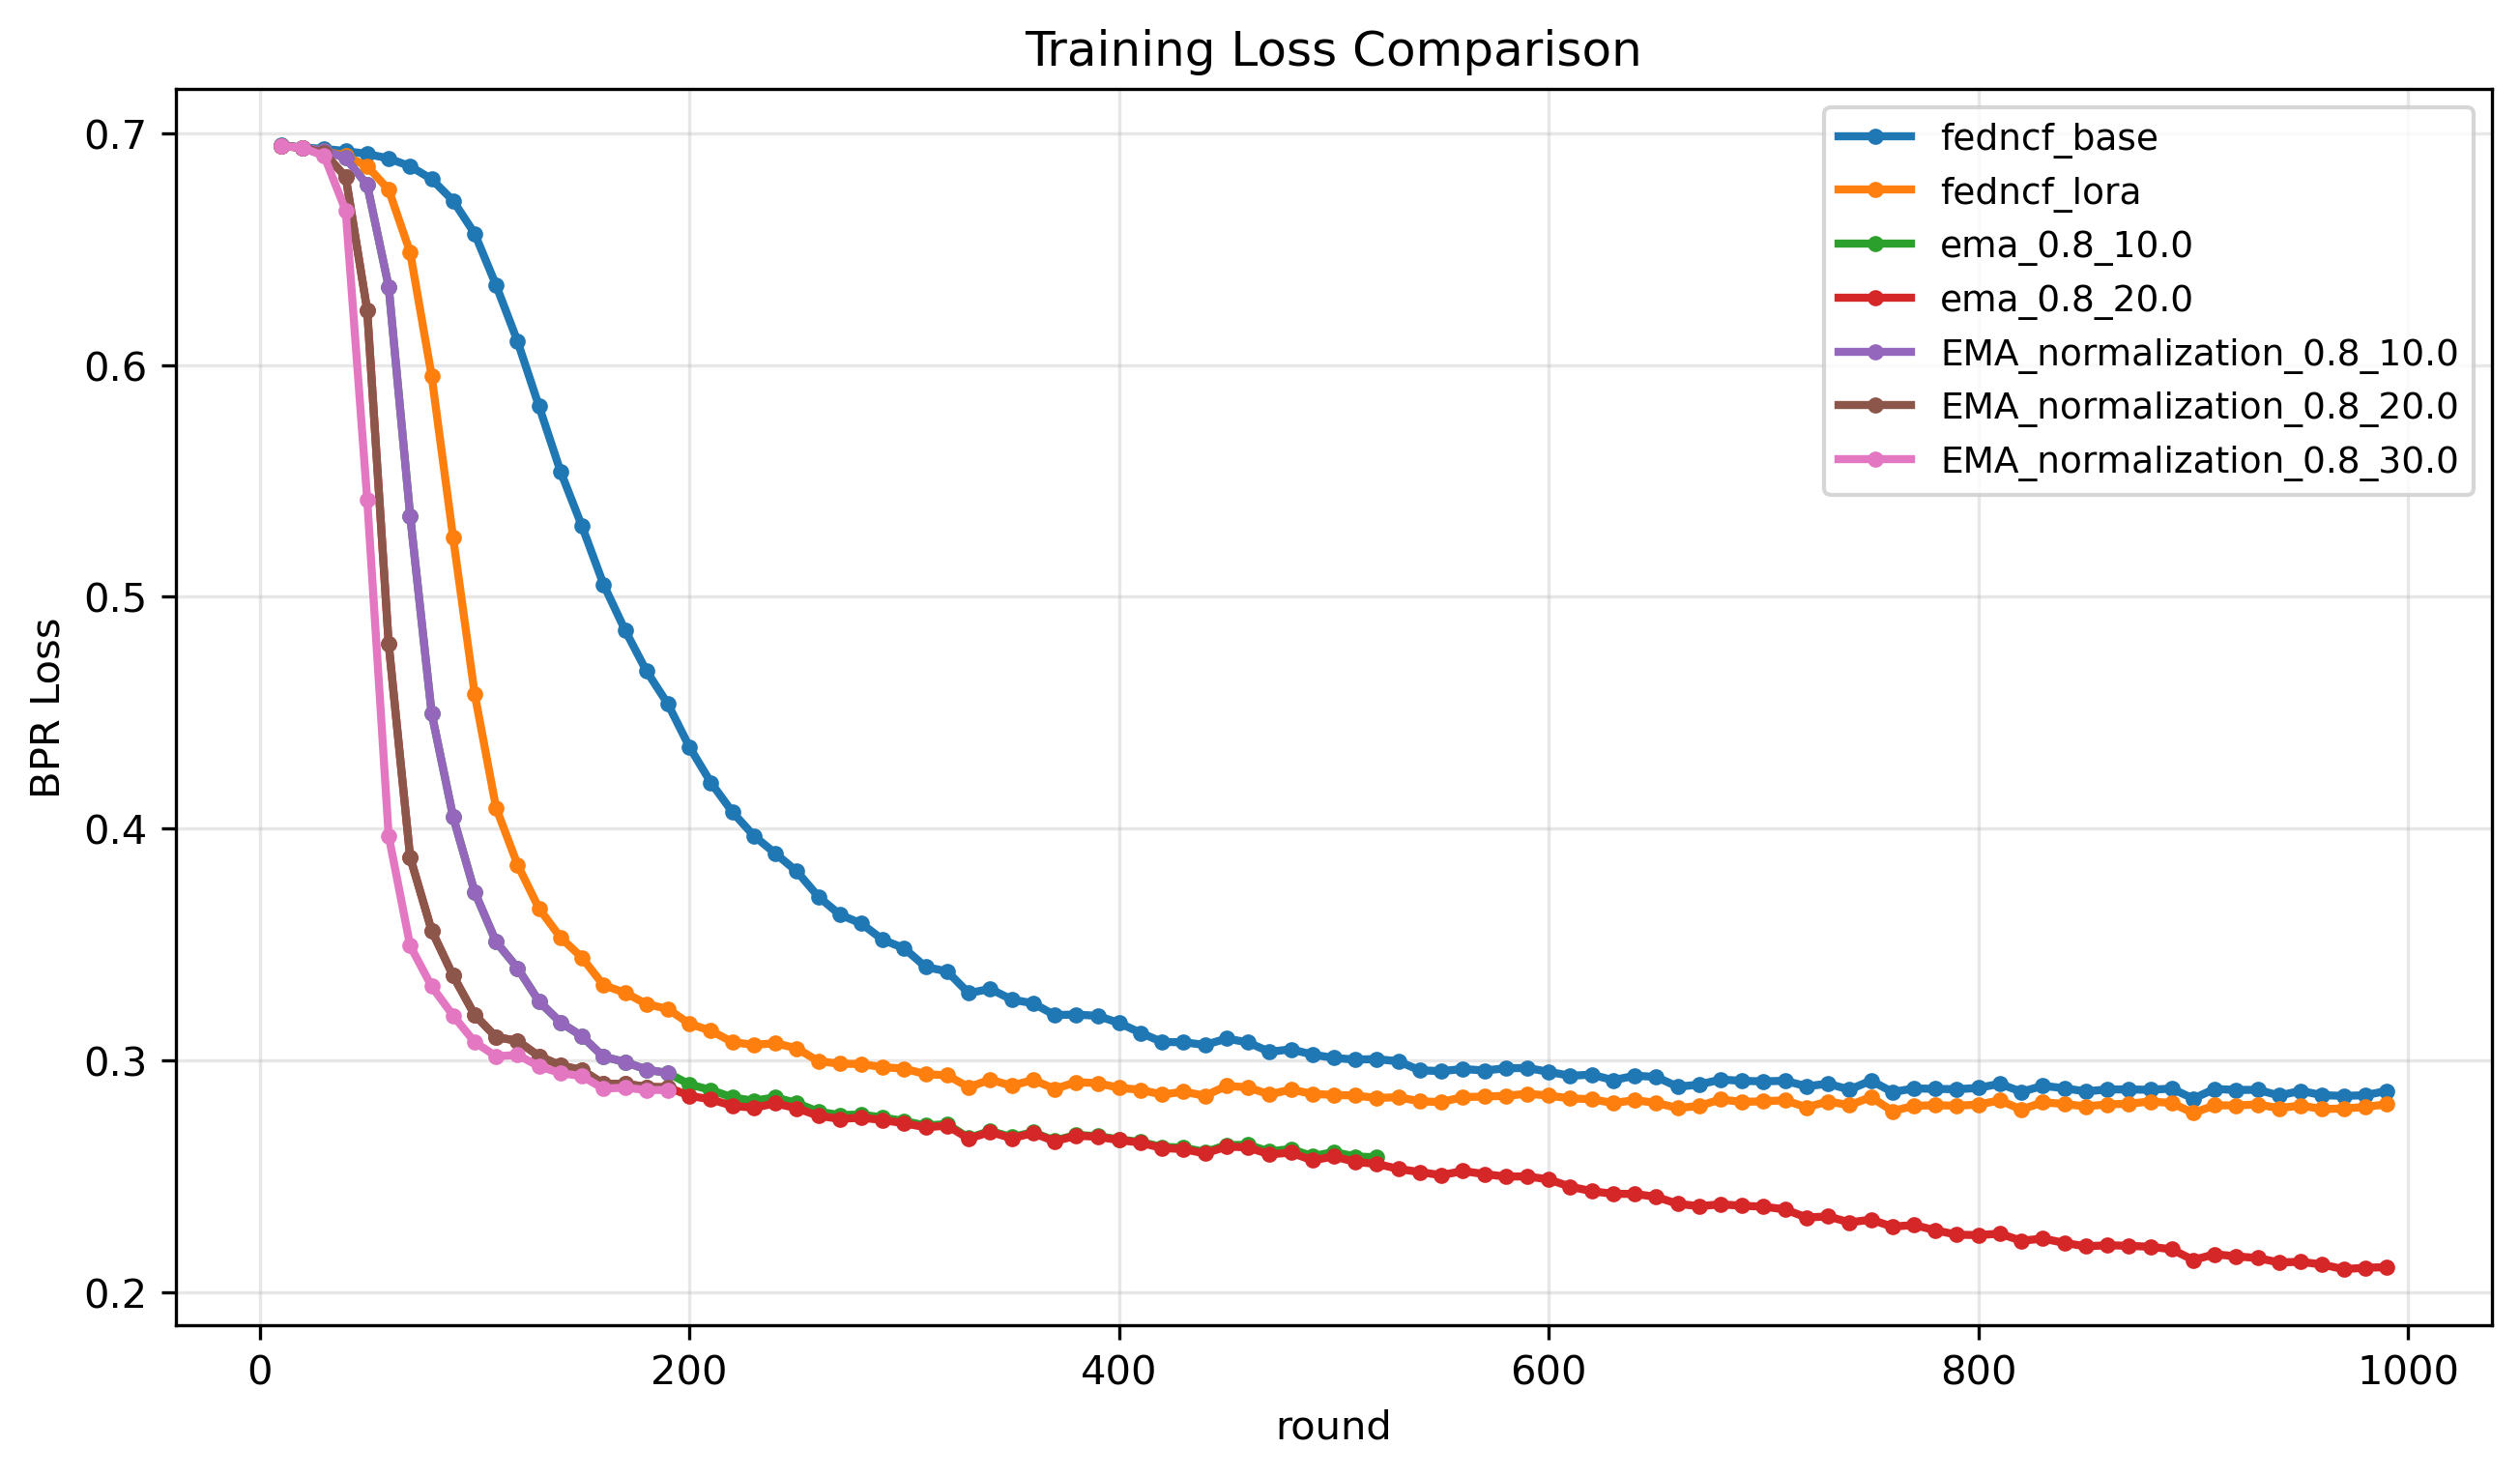 Training Loss Comparison
0.7
0.6
0.5
0.4
0.3
0.2
BPR Loss
fedncf_base
fedncf_lora
ema_0.8_10.0
ema_0.8_20.0
EMA_normalization_0.8_10.0
EMA_normalization_0.8_20.0
EMA_normalization_0.8_30.0
0 200 400 600 800 1000
round